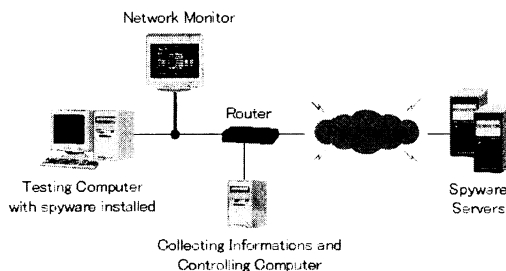 Network Monitor
Router
Testing Computer
with spyware installed
Spyware
Servers
Collecting Informations and
Controlling Computer